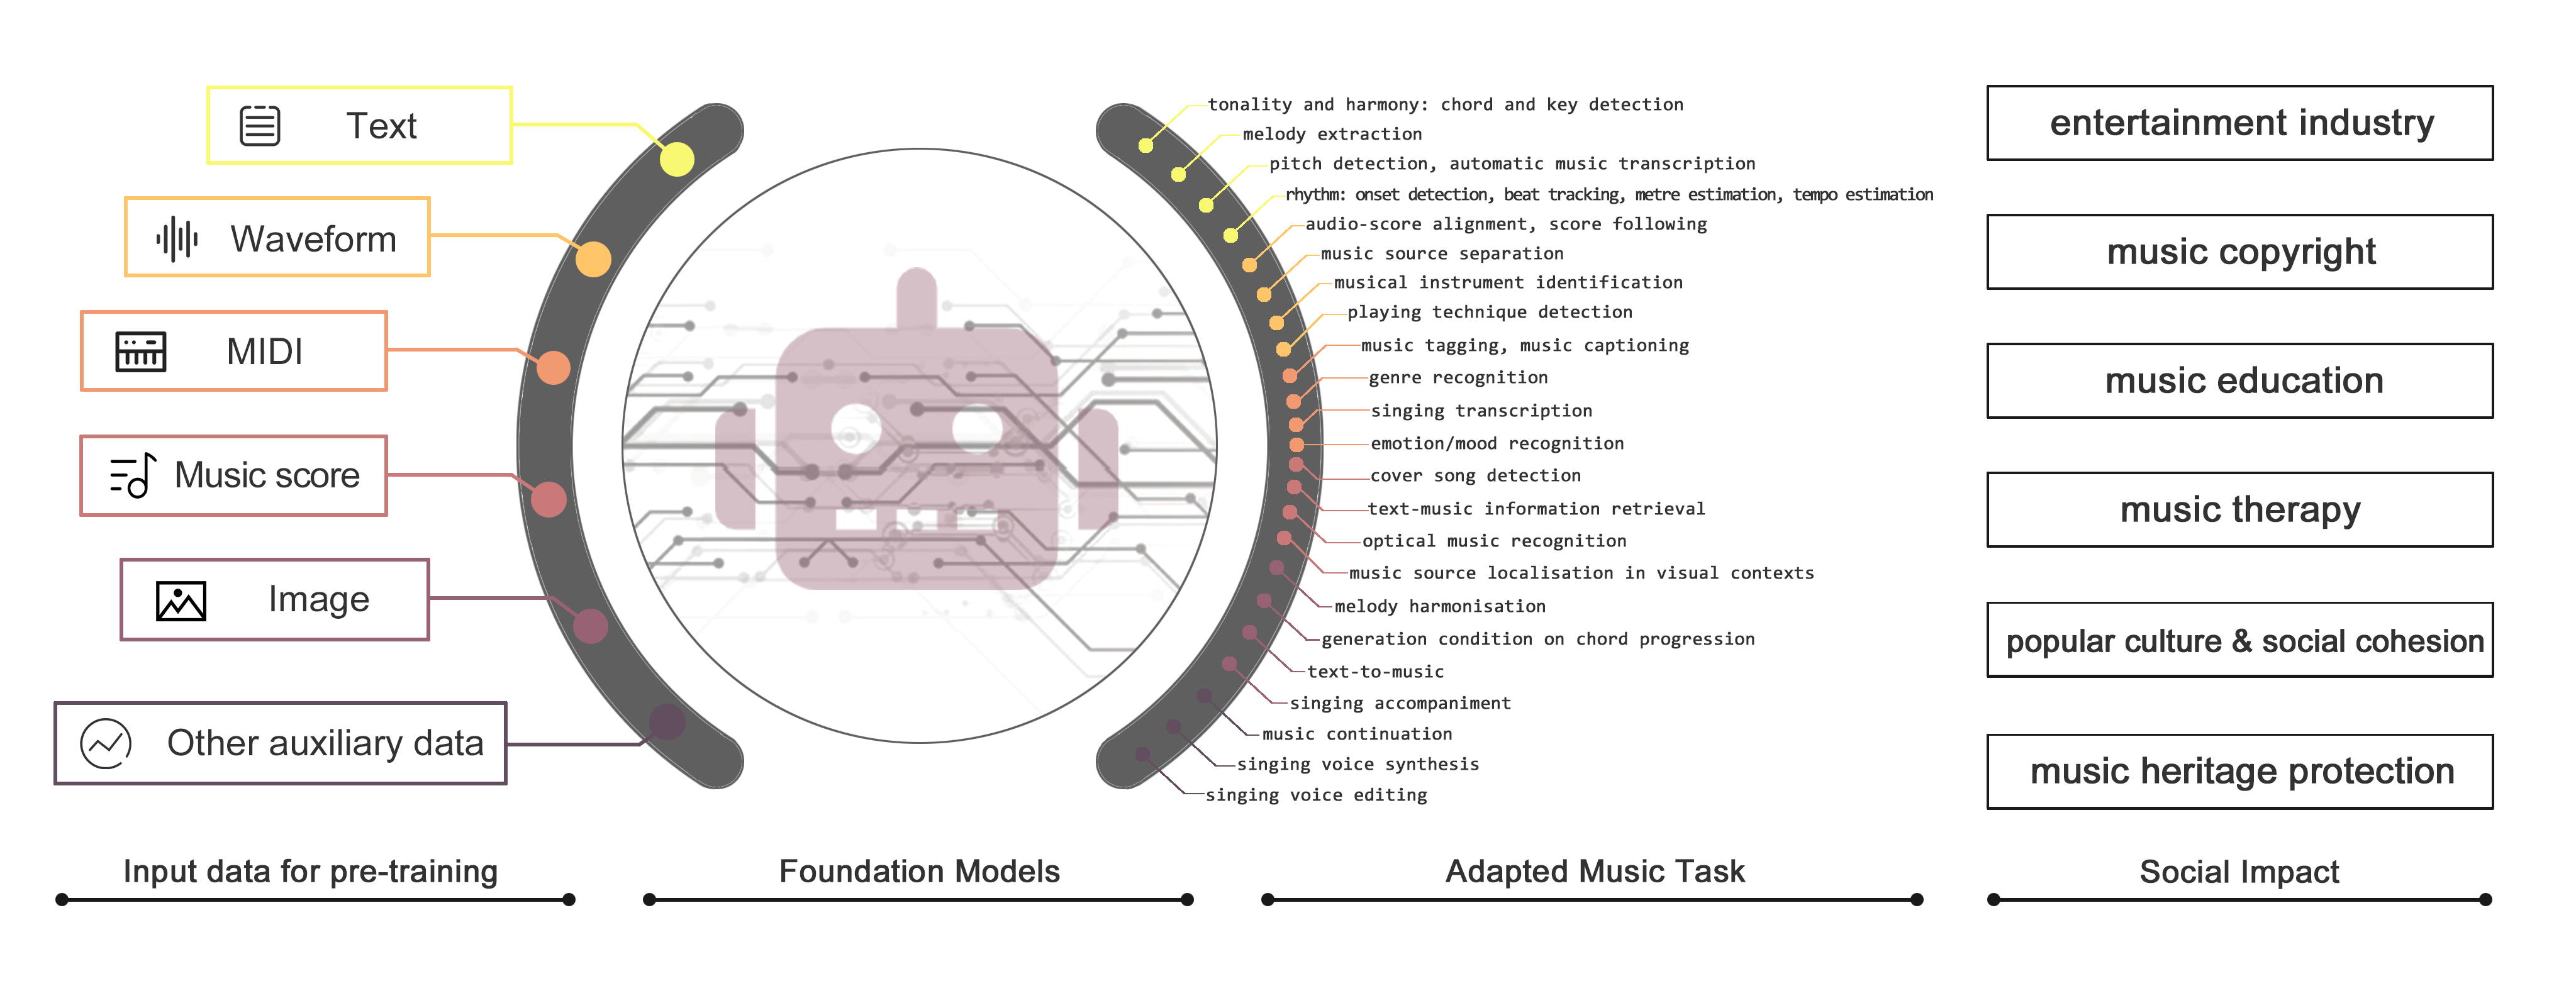 Text
Waveform
MIDI
Music score
Image
Other auxiliary data
Input data for pre-training
Foundation Models
tonality and harmony: chord and key detection
melody extraction
pitch detection, automatic music transcription
rhythm: onset detection, beat tracking, metre estimation, tempo estimation
audio-score alignment, score following
music source separation
musical instrument identification
playing technique detection
music tagging, music captioning
genre recognition
singing transcription
emotion/mood recognition
cover song detection
text-music information retrieval
optical music recognition
music source localisation in visual contexts
melody harmonisation
generation condition on chord progression
text-to-music
singing accompaniment
music continuation
singing voice synthesis
singing voice editing
Adapted Music Task
entertainment industry
music copyright
music education
music therapy
popular culture & social cohesion
music heritage protection
Social Impact